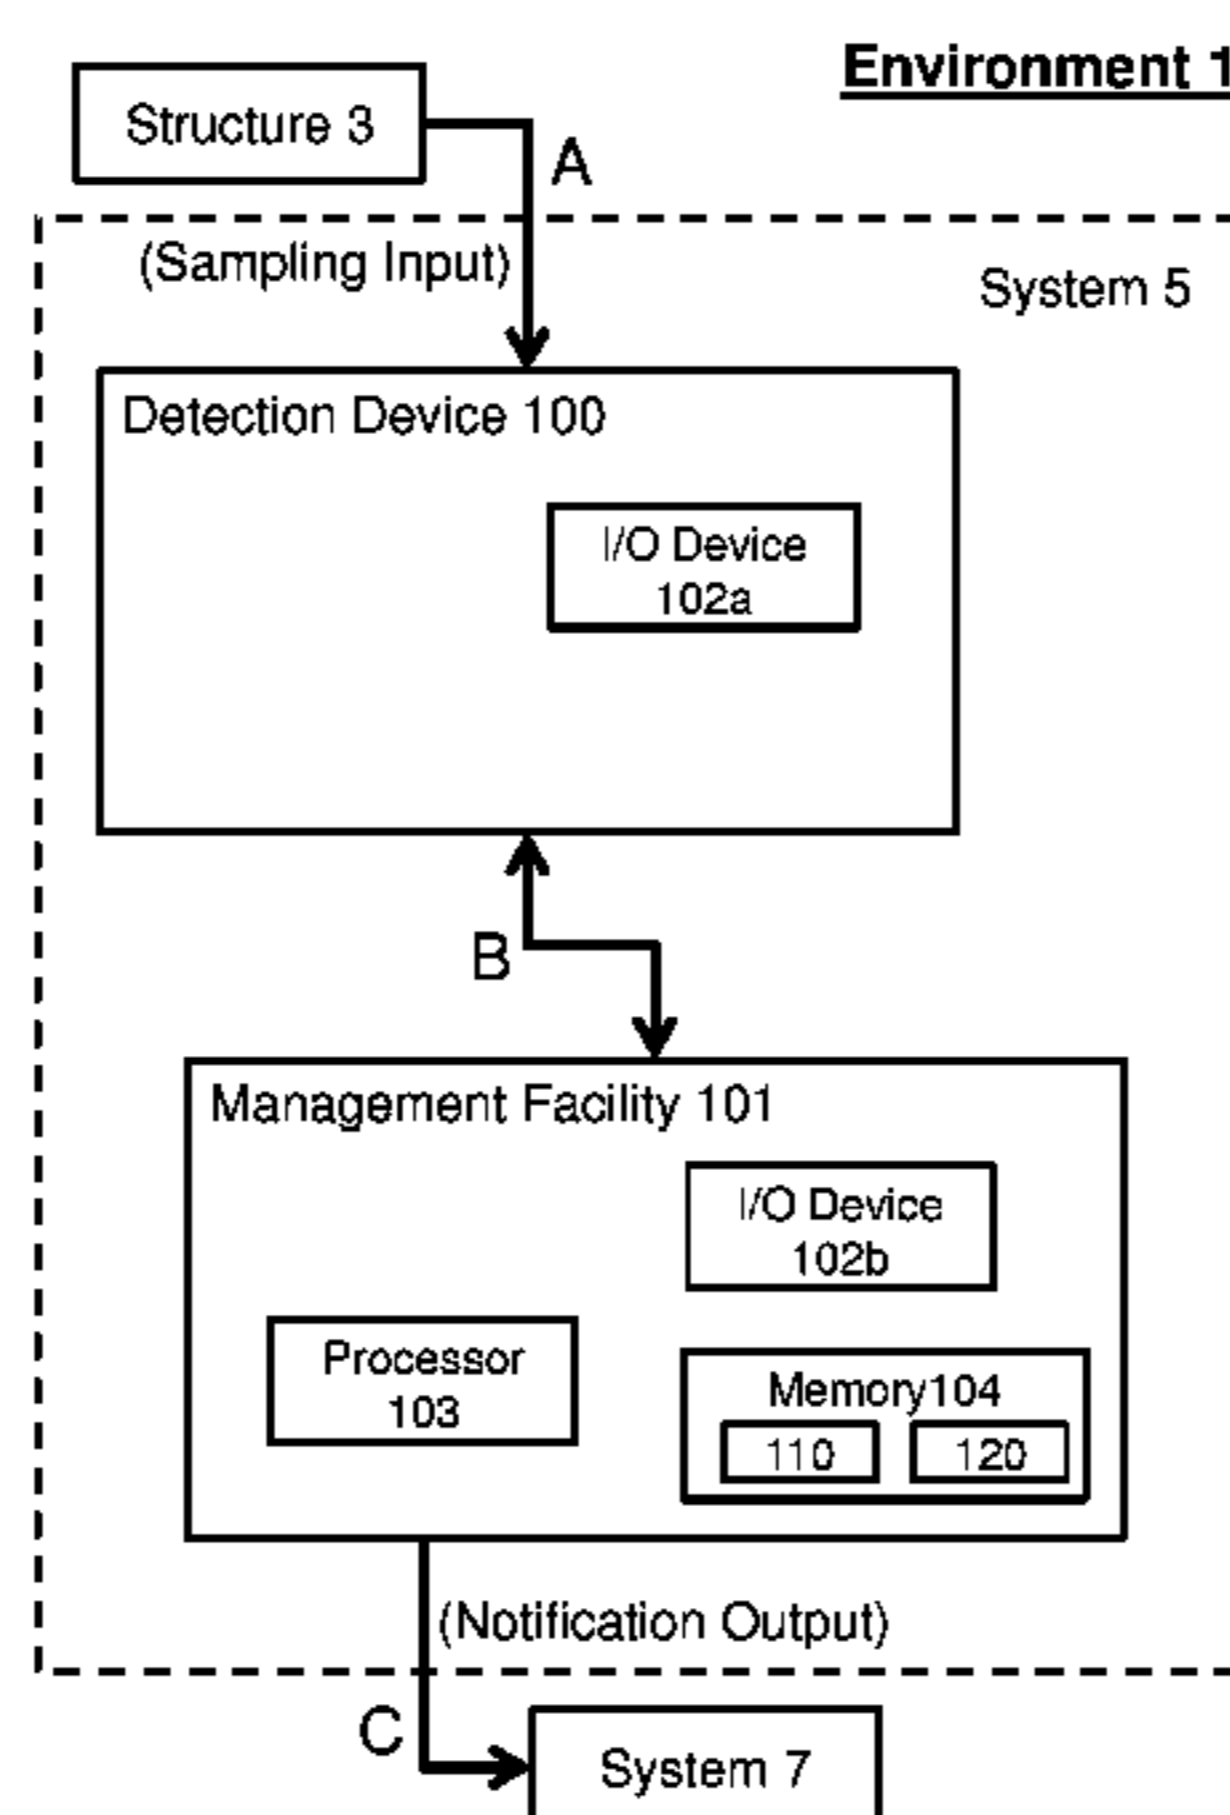 Environment 1
Structure 3
A
(Sampling Input)
System 5
Detection Device 100
I/O Device
102a
B
Management Facility 101
I/O Device
102b
Processor
103
Memory104
110
120
(Notification Output)
C
System 7